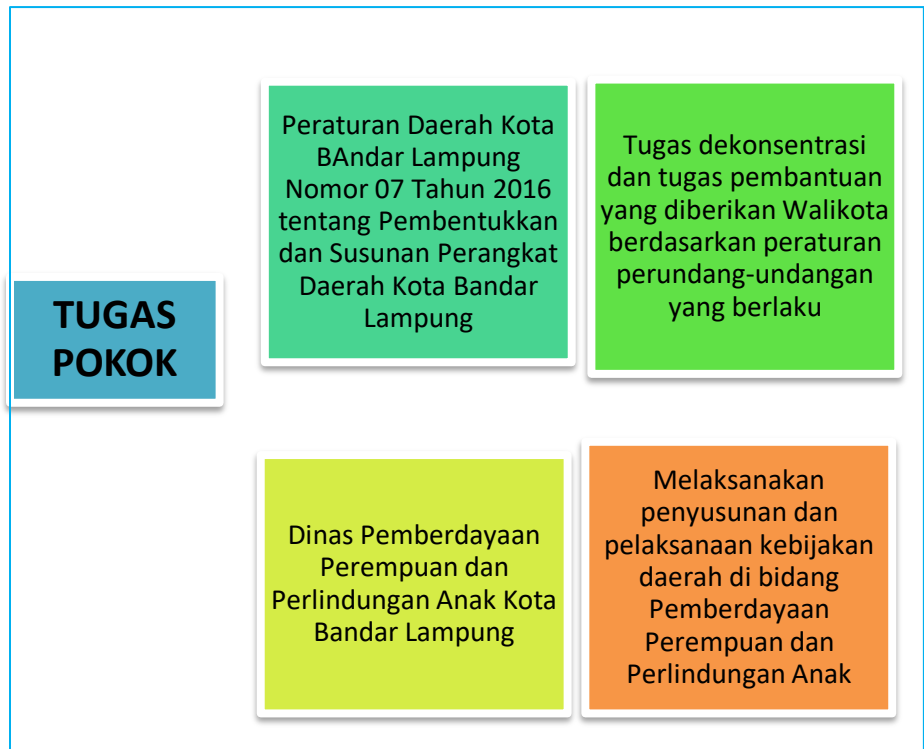 TUGAS
POKOK
Peraturan Daerah Kota
BAndar Lampung
Nomor 07 Tahun 2016
tentang Pembentukkan
dan Susunan Perangkat
Daerah Kota Bandar
Lampung
Tugas dekonsentrasi
dan tugas pembantuan
yang diberikan Walikota
berdasarkan peraturan
perundang-undangan
yang berlaku
Dinas Pemberdayaan
Perempuan dan
Perlindungan Anak Kota
Bandar Lampung
Melaksanakan
penyusunan dan
pelaksanaan kebijakan
daerah di bidang
Pemberdayaan
Perempuan dan
Perlindungan Anak